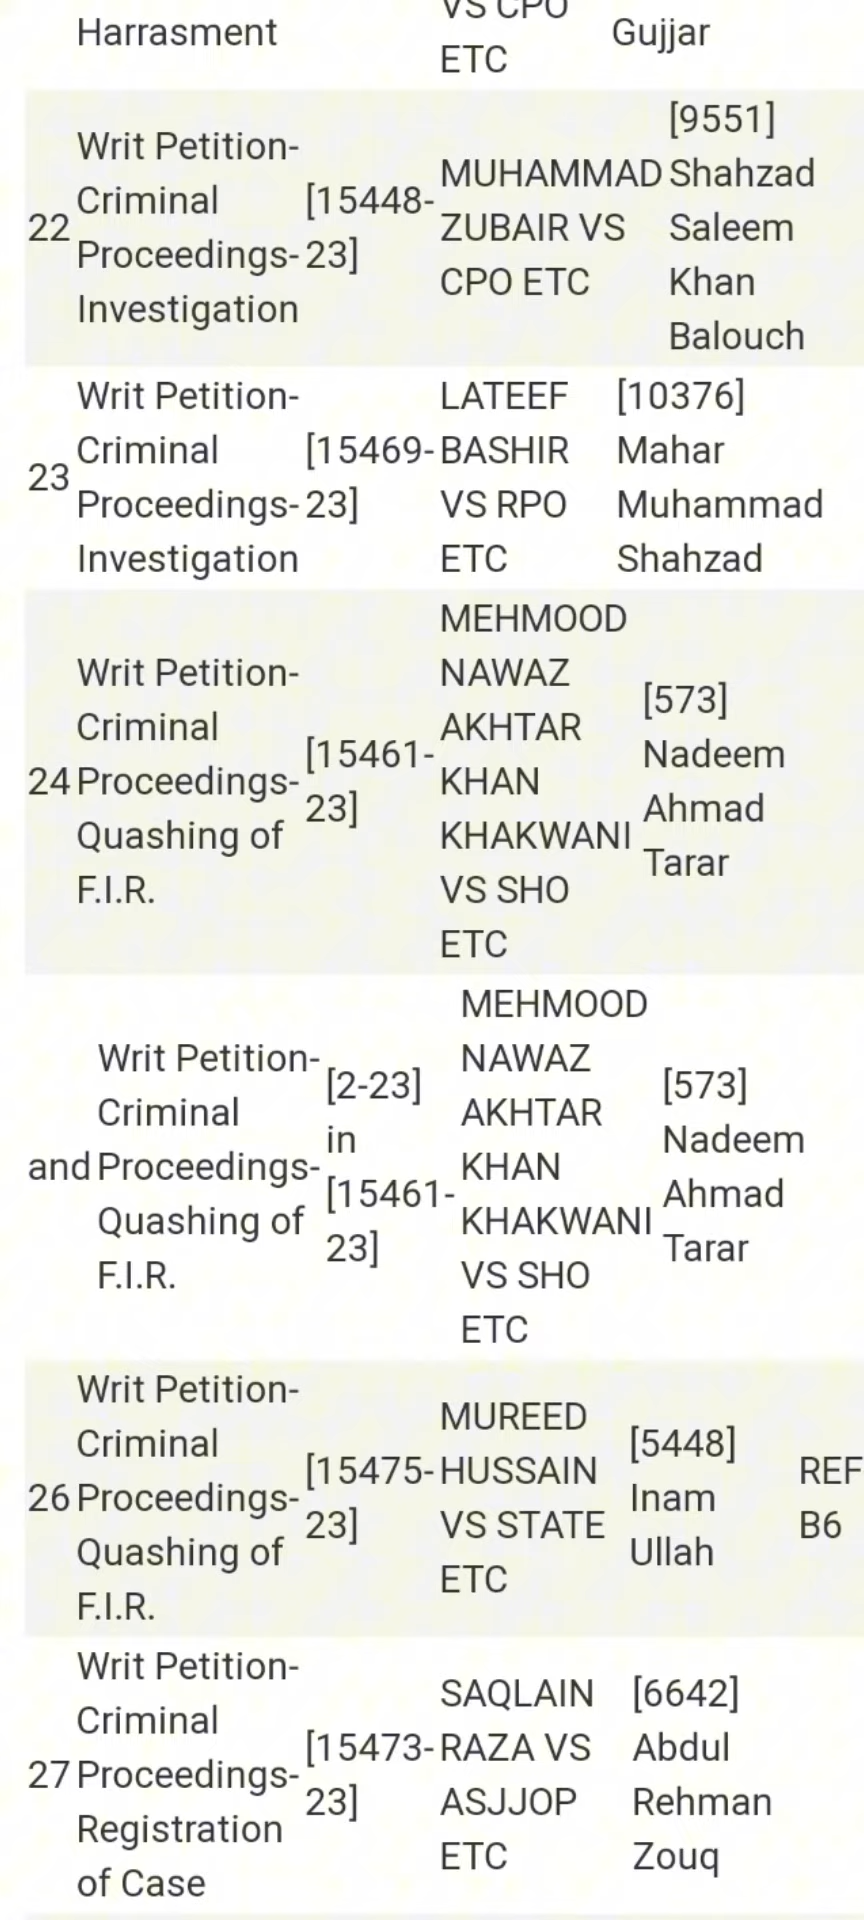 Harrasment
VS CPO
ETC
Gujjar
22
Writ Petition-
Criminal
Proceedings-
Investigation
[15448-
23]
MUHAMMAD
ZUBAIR VS
CPO ETC
[9551]
Shahzad
Saleem
Khan
Balouch
23
Writ Petition-
Criminal
Proceedings-
Investigation
[15469-
23]
LATEEF
BASHIR
VS RPO
ETC
[10376]
Mahar
Muhammad
Shahzad
24
Writ Petition-
Criminal
Proceedings-
Quashing of
F.I.R.
[15461-
23]
MEHMOOD
NAWAZ
AKHTAR
KHAN
KHAKWANI
VS SHO
ETC
[573]
Nadeem
Ahmad
Tarar
and
Writ Petition-
Criminal
Proceedings-
Quashing of
F.I.R.
[2-23]
in
[15461-
23]
MEHMOOD
NAWAZ
AKHTAR
KHAN
KHAKWANI
VS SHO
ETC
[573]
Nadeem
Ahmad
Tarar
26
Writ Petition-
Criminal
Proceedings-
Quashing of
F.I.R.
[15475-
23]
MUREED
HUSSAIN
VS STATE
ETC
[5448]
Inam
Ullah
REF
B6
27
Writ Petition-
Criminal
Proceedings-
Registration
of Case
[15473-
23]
SAQLAIN
RAZA VS
ASJJOP
ETC
[6642]
Abdul
Rehman
Zouq